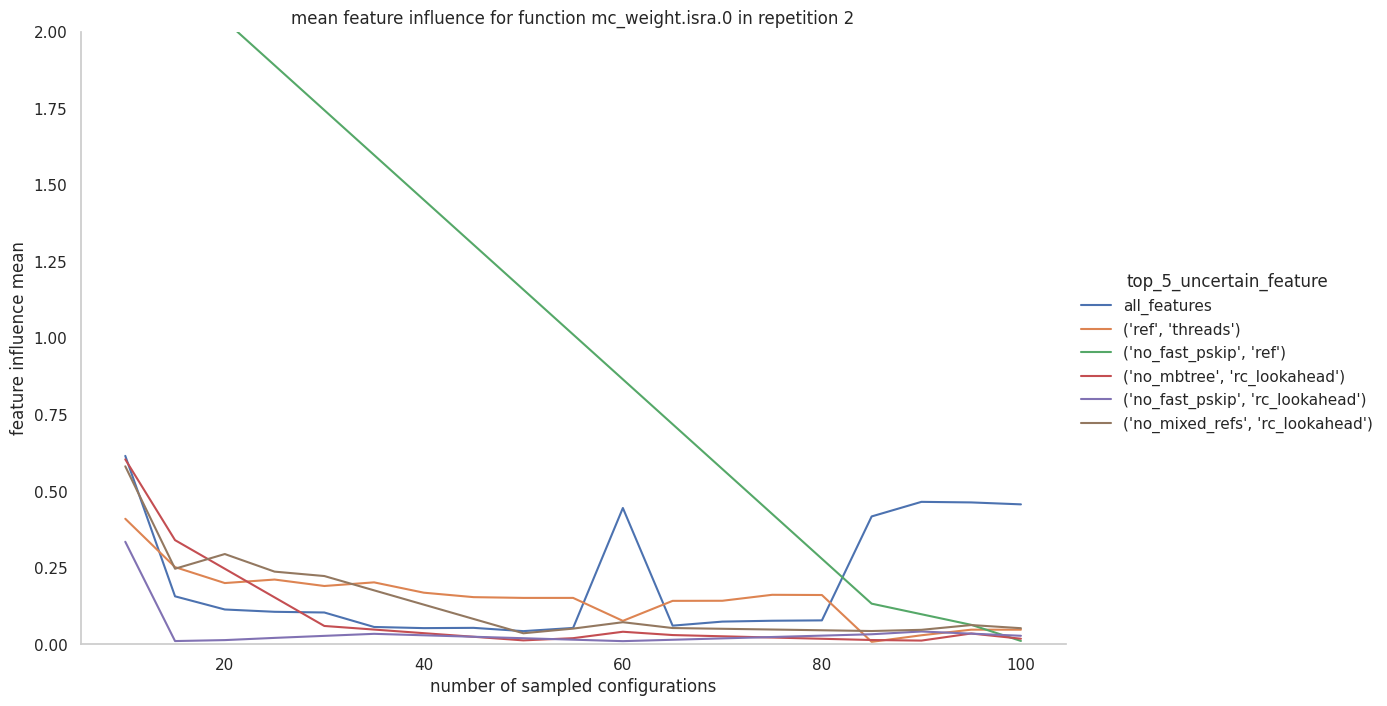 mean feature influence for function mc_weight.isra.0 in repetition 2
2.00
1.75
1.50
1.25
1.00
0.75
0.50
0.25
0.00
feature influence mean
20
40
60
80
100
number of sampled configurations
top_5_uncertain_feature
all_features
('ref', 'threads')
('no_fast_pskip', 'ref')
('no_mbtree', 'rc_lookahead')
('no_fast_pskip', 'rc_lookahead')
('no_mixed_refs', 'rc_lookahead')